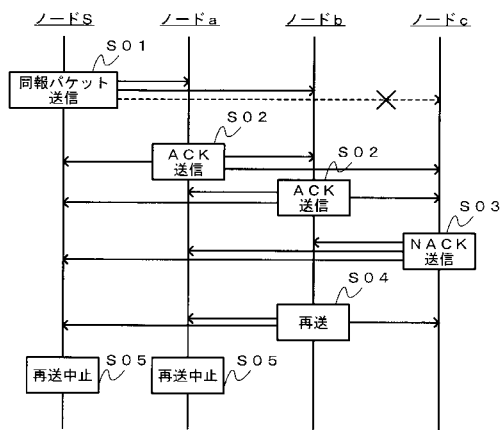 ノードS
ノードa
ノードb
ノードc
S01
同報パケット
送信
S02
ACK
送信
S02
ACK
送信
S03
NACK
送信
S04
再送
S05
再送中止
S05
再送中止